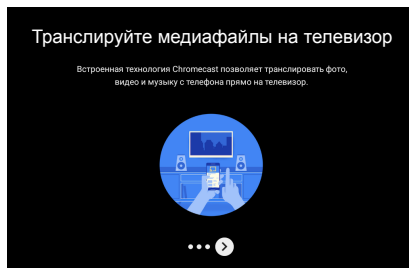 Транслируйте медиафайлы на телевизор
Встроенная технология Chromecast позволяет транслировать фото,
видео и музыку с телефона прямо на телевизор.